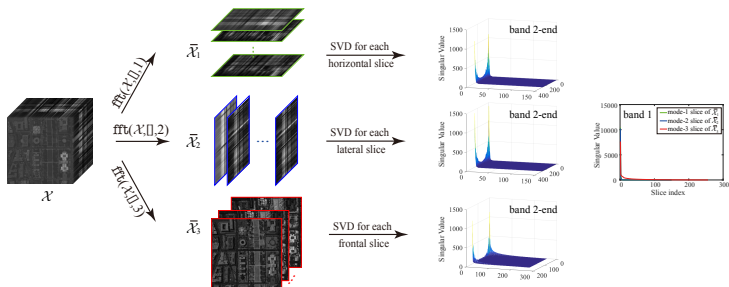 𝒳
fft(𝒳,[],1)
fft(𝒳,[],2)
fft(𝒳,[],3)
𝒳̄₁
SVD for each
horizontal slice
band 2-end
Singular Value
1500
1000
500
0
0
50
100
150
400
200
0
𝒳̄₂
...
SVD for each
lateral slice
band 2-end
Singular Value
1500
1000
500
0
0
50
100
150
400
200
0
𝒳̄₃
SVD for each
frontal slice
band 2-end
Singular Value
1500
1000
500
0
0
100
200
300
200
100
0
band 1
mode-1 slice of 𝒳̄₁
mode-2 slice of 𝒳̄₂
mode-3 slice of 𝒳̄₃
Singular Value
15000
10000
5000
0
0
100
200
300
Slice index